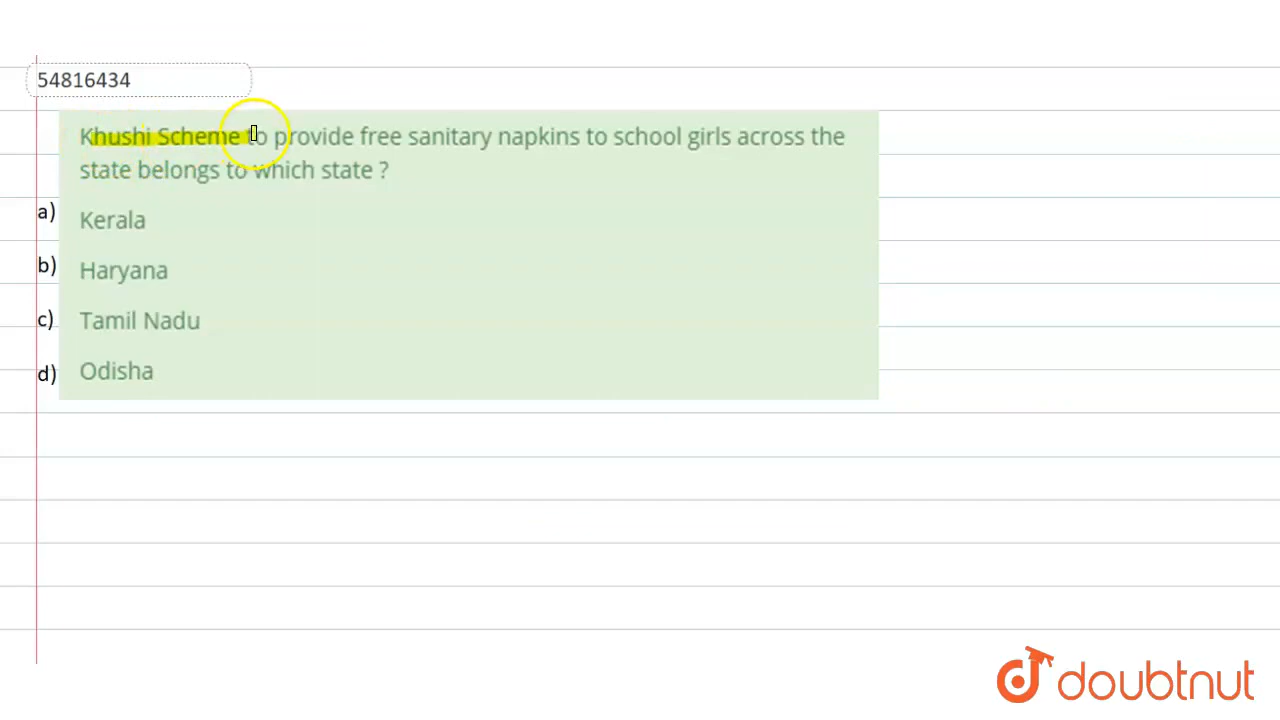 54816434
Khushi Scheme to provide free sanitary napkins to school girls across the
state belongs to which state ?
a) Kerala
b) Haryana
c) Tamil Nadu
d) Odisha
doubtnut